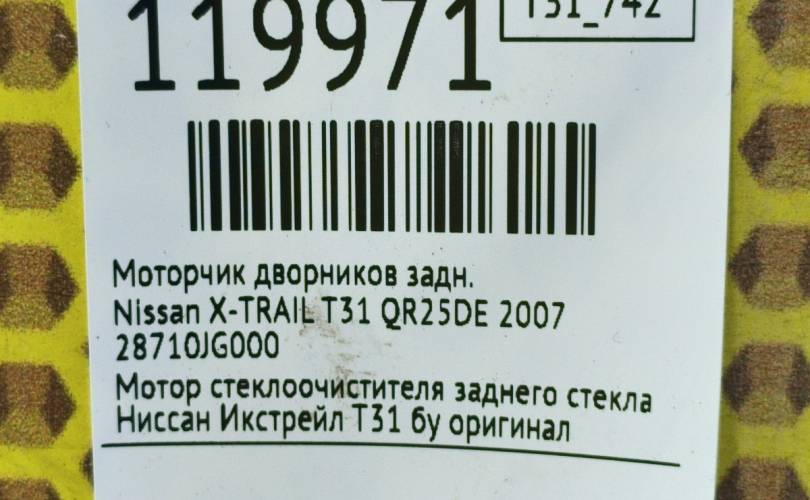 119971
T31_742
Моторчик дворников задн.
Nissan X-TRAIL T31 QR25DE 2007
28710JG000
Мотор стеклоочистителя заднего стекла
Ниссан Икстрейл Т31 бу оригинал